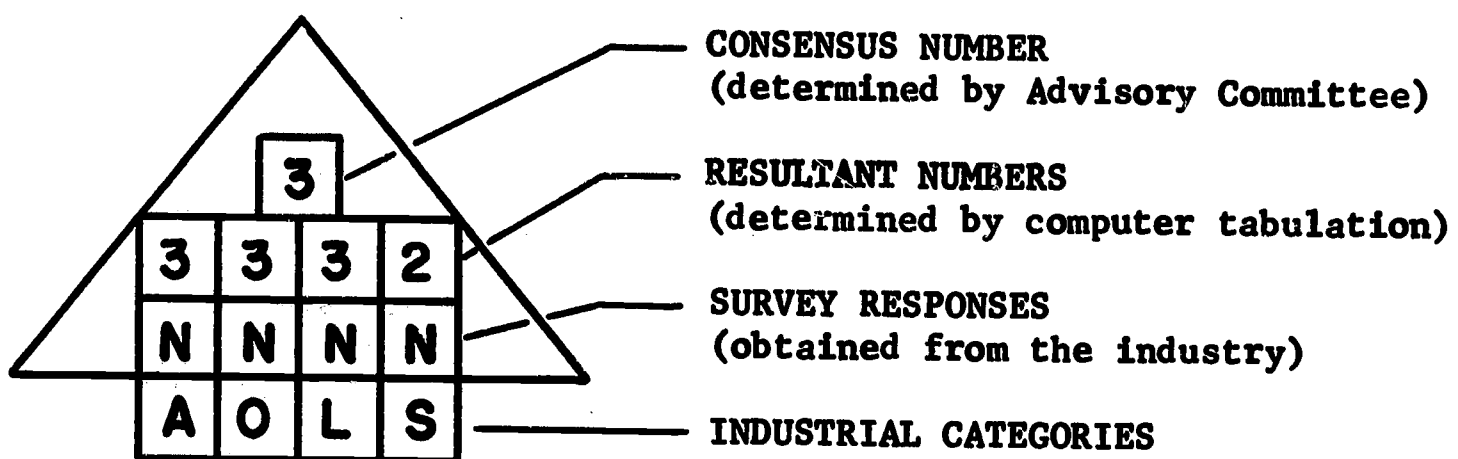 CONSENSUS NUMBER
(determined by Advisory Committee)
3
RESULTANT NUMBERS
(determined by computer tabulation)
3 3 3 2
SURVEY RESPONSES
(obtained from the industry)
N N N N
A O L S
INDUSTRIAL CATEGORIES